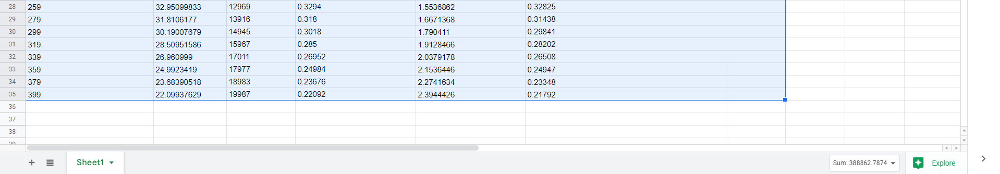 28 259 32.95099833 12969 0.3294 1.5536862 0.32825
29 279 31.8106177 13916 0.318 1.6671368 0.31438
30 299 30.19007679 14945 0.3018 1.790411 0.29841
31 319 28.50951586 15967 0.285 1.9128466 0.28202
32 339 26.960999 17011 0.26952 2.0379178 0.26508
33 359 24.9923419 17977 0.24984 2.1536446 0.24947
34 379 23.68390518 18983 0.23676 2.2741634 0.23348
35 399 22.09937629 19987 0.22092 2.3944426 0.21792
36
37
38
39
Sheet1 Sum: 388862.7874 Explore